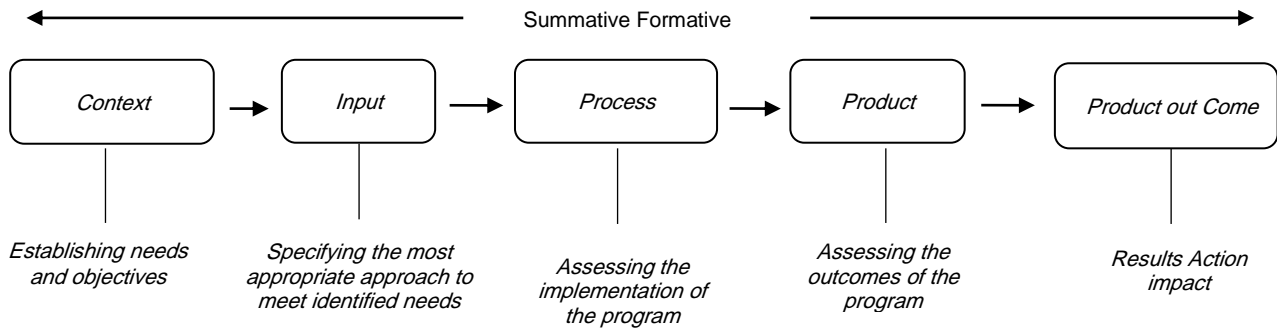 Summative Formative
Context
Input
Process
Product
Product out Come
Establishing needs
and objectives
Specifying the most
appropriate approach to
meet identified needs
Assessing the
implementation of
the program
Assessing the
outcomes of the
program
Results Action
impact